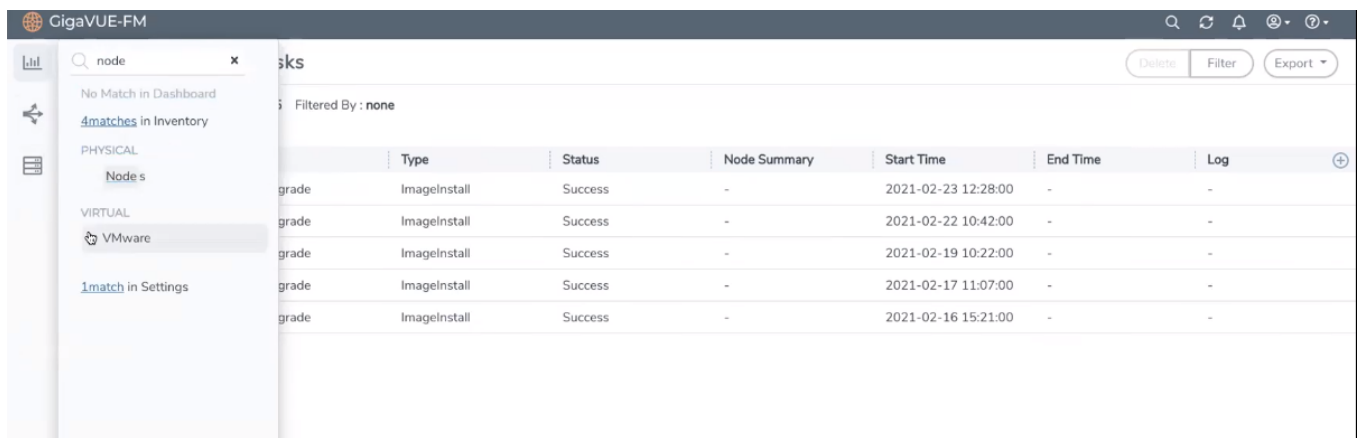 GigaVUE-FM
node x
No Match in Dashboard
4matches in Inventory
PHYSICAL
Nodes
VIRTUAL
VMware
1match in Settings
sks
Delete Filter Export
Filtered By : none
Type Status Node Summary Start Time End Time Log
grade ImageInstall Success - 2021-02-23 12:28:00 - -
grade ImageInstall Success - 2021-02-22 10:42:00 - -
grade ImageInstall Success - 2021-02-19 10:22:00 - -
grade ImageInstall Success - 2021-02-17 11:07:00 - -
grade ImageInstall Success - 2021-02-16 15:21:00 - -